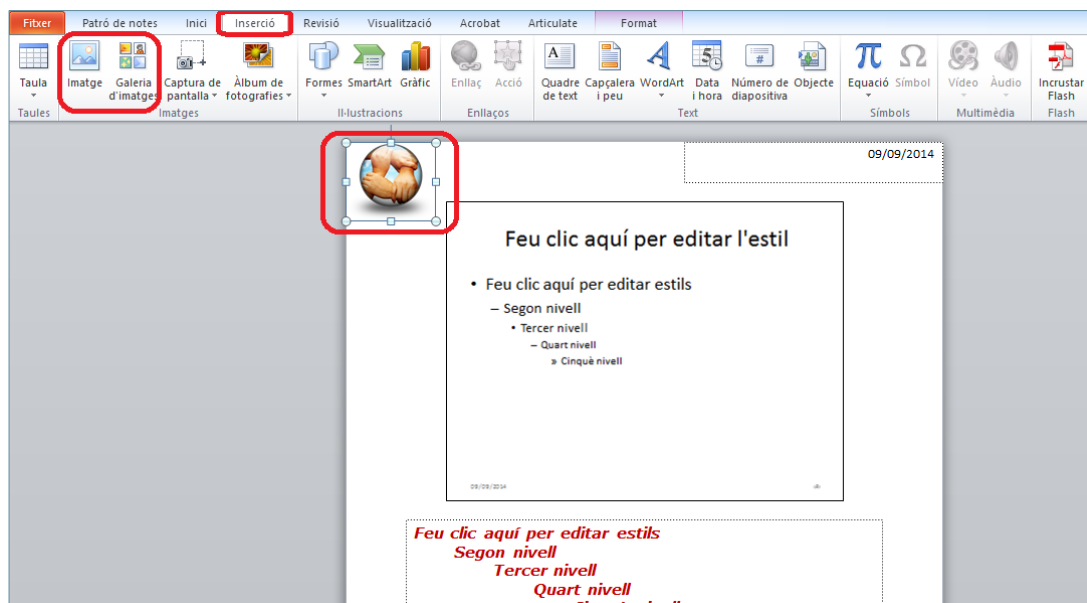 Fitxer Patró de notes Inici Inserció Revisió Visualització Acrobat Articulate Format
Taula Imatge Galeria d'imatges Captura de pantalla Àlbum de fotografies Formes SmartArt Gràfic Enllaç Acció Quadre de text Capçalera i peu WordArt Data i hora Número de diapositiva Objecte Equació Símbol Vídeo Àudio Incrustar Flash
Taules Imatges Il·lustracions Enllaços Text Símbols Multimèdia Flash
09/09/2014
Feu clic aquí per editar l'estil
• Feu clic aquí per editar estils
– Segon nivell
• Tercer nivell
– Quart nivell
» Cinquè nivell
09/09/2014
Feu clic aquí per editar estils
Segon nivell
Tercer nivell
Quart nivell